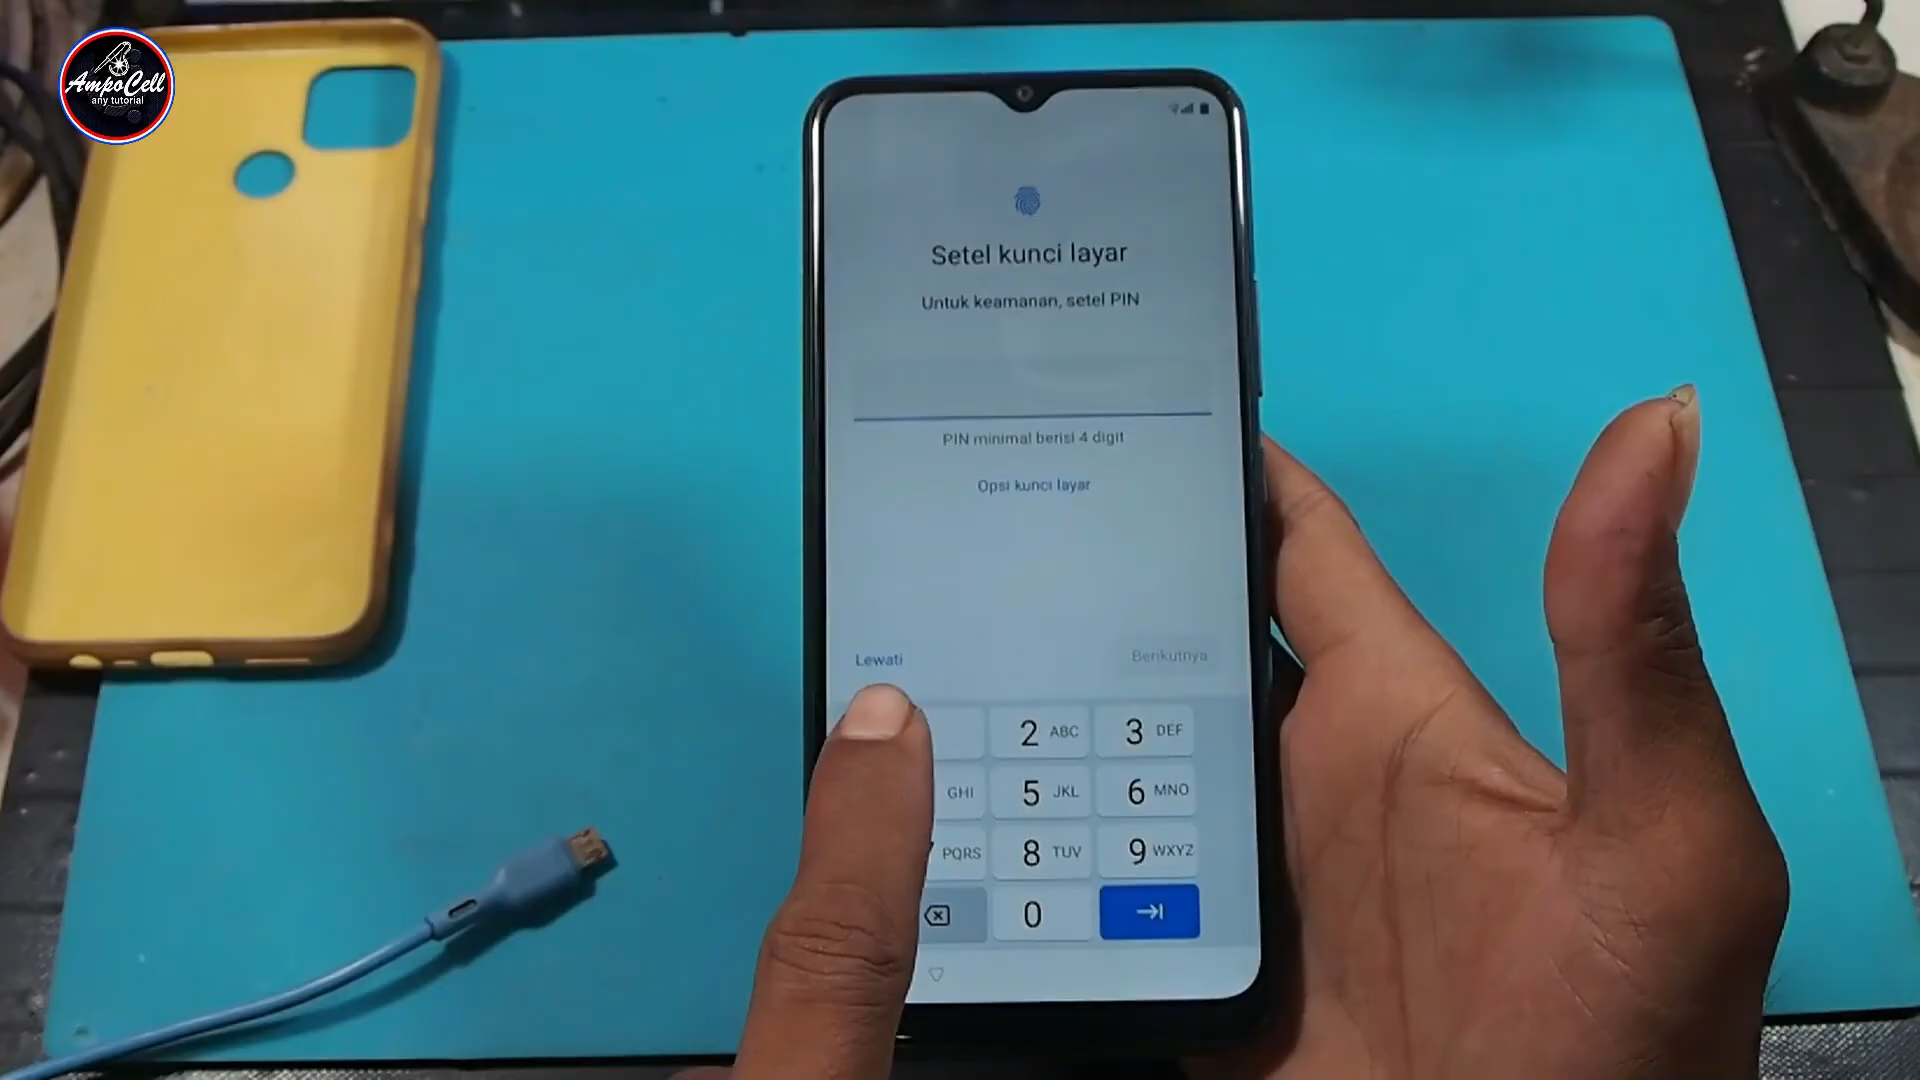 AmpoCell
any tutorial
Setel kunci layar
Untuk keamanan, setel PIN
PIN minimal berisi 4 digit
Opsi kunci layar
Lewati
Berikutnya
2 ABC
3 DEF
GHI
5 JKL
6 MNO
PQRS
8 TUV
9 WXYZ
0